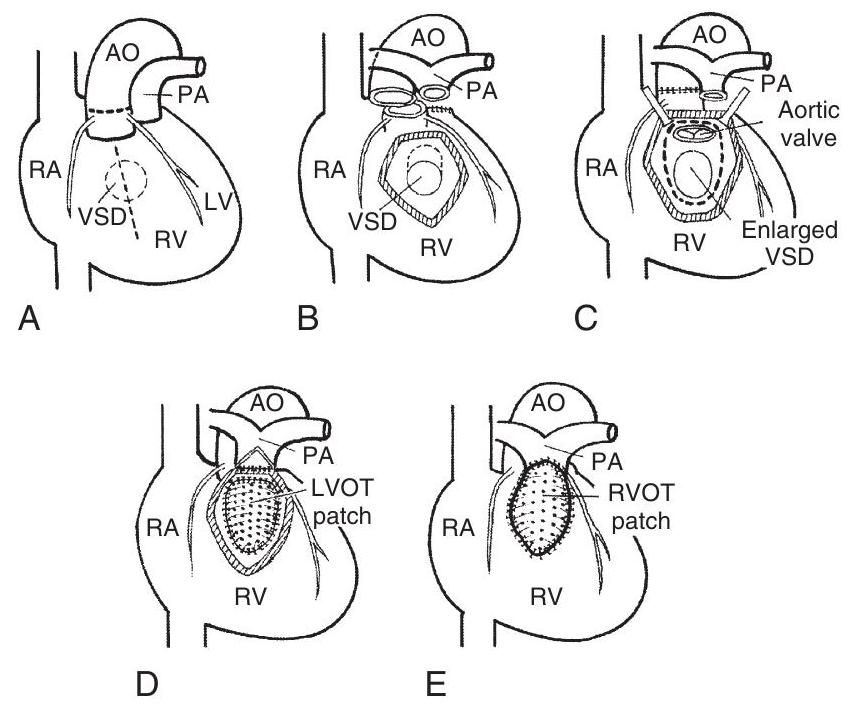 AO
PA
RA
VSD
LV
RV
A
AO
PA
RA
VSD
RV
B
AO
PA
Aortic
valve
RA
RV
Enlarged
VSD
C
AO
PA
LVOT
patch
RA
RV
D
AO
PA
RVOT
patch
RA
RV
E